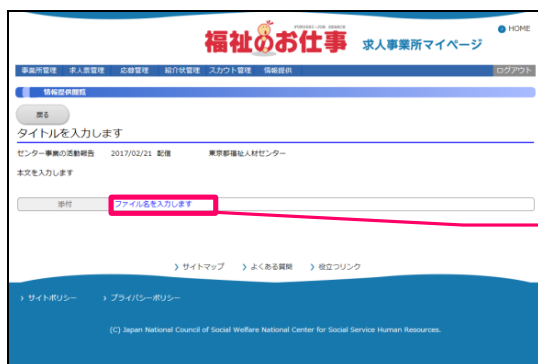 福祉のお仕事 求人事業所マイページ
HOME
事業所管理 求人票管理 応募管理 紹介状管理 スカウト管理 情報提供 ログアウト
情報提供閲覧
戻る
タイトルを入力します
センター事業の活動報告 2017/02/21 配信 東京都福祉人材センター
本文を入力します
添付 ファイル名を入力します
サイトマップ よくある質問 役立つリンク
サイトポリシー プライバシーポリシー
(C) Japan National Council of Social Welfare National Center for Social Service Human Resources.